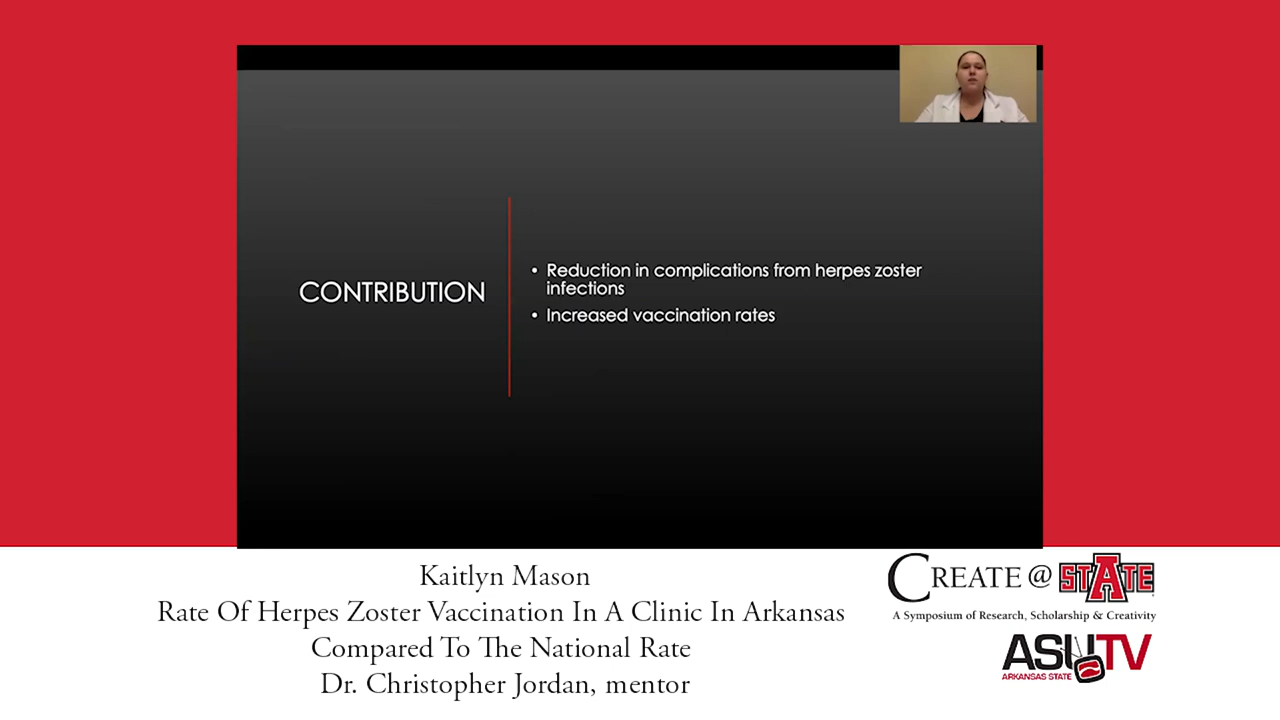 CONTRIBUTION
• Reduction in complications from herpes zoster
infections
• Increased vaccination rates
Kaitlyn Mason
Rate Of Herpes Zoster Vaccination In A Clinic In Arkansas
Compared To The National Rate
Dr. Christopher Jordan, mentor
CREATE @ STATE
A Symposium of Research, Scholarship & Creativity
ASUTV
ARKANSAS STATE